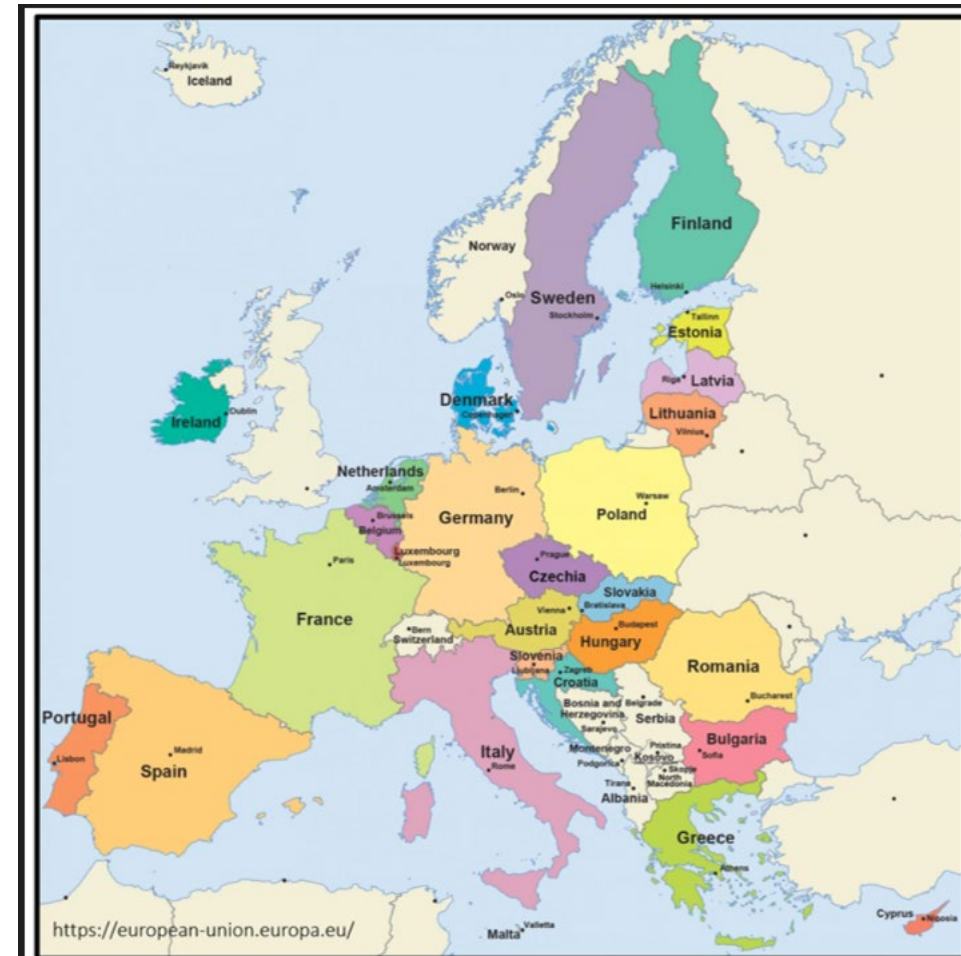 Reykjavik
Iceland
Finland
Norway
Helsinki
Oslo
Sweden
Stockholm
Tallinn
Estonia
Riga
Latvia
Denmark
Copenhagen
Lithuania
Vilnius
Dublin
Ireland
Netherlands
Amsterdam
Berlin
Warsaw
Brussels
Belgium
Germany
Poland
Luxembourg
Luxembourg
Paris
Prague
Czechia
Slovakia
Bratislava
Vienna
Austria
France
Bern
Switzerland
Budapest
Hungary
Slovenia
Ljubljana
Zagreb
Croatia
Romania
Bucharest
Bosnia and
Herzegovina
Sarajevo
Belgrade
Serbia
Portugal
Lisbon
Madrid
Spain
Italy
Rome
Montenegro
Podgorica
Pristina
Kosovo
Bulgaria
Sofia
Skopje
North
Macedonia
Tirana
Albania
Greece
Athens
Cyprus
Nicosia
Malta
Valletta
https://european-union.europa.eu/